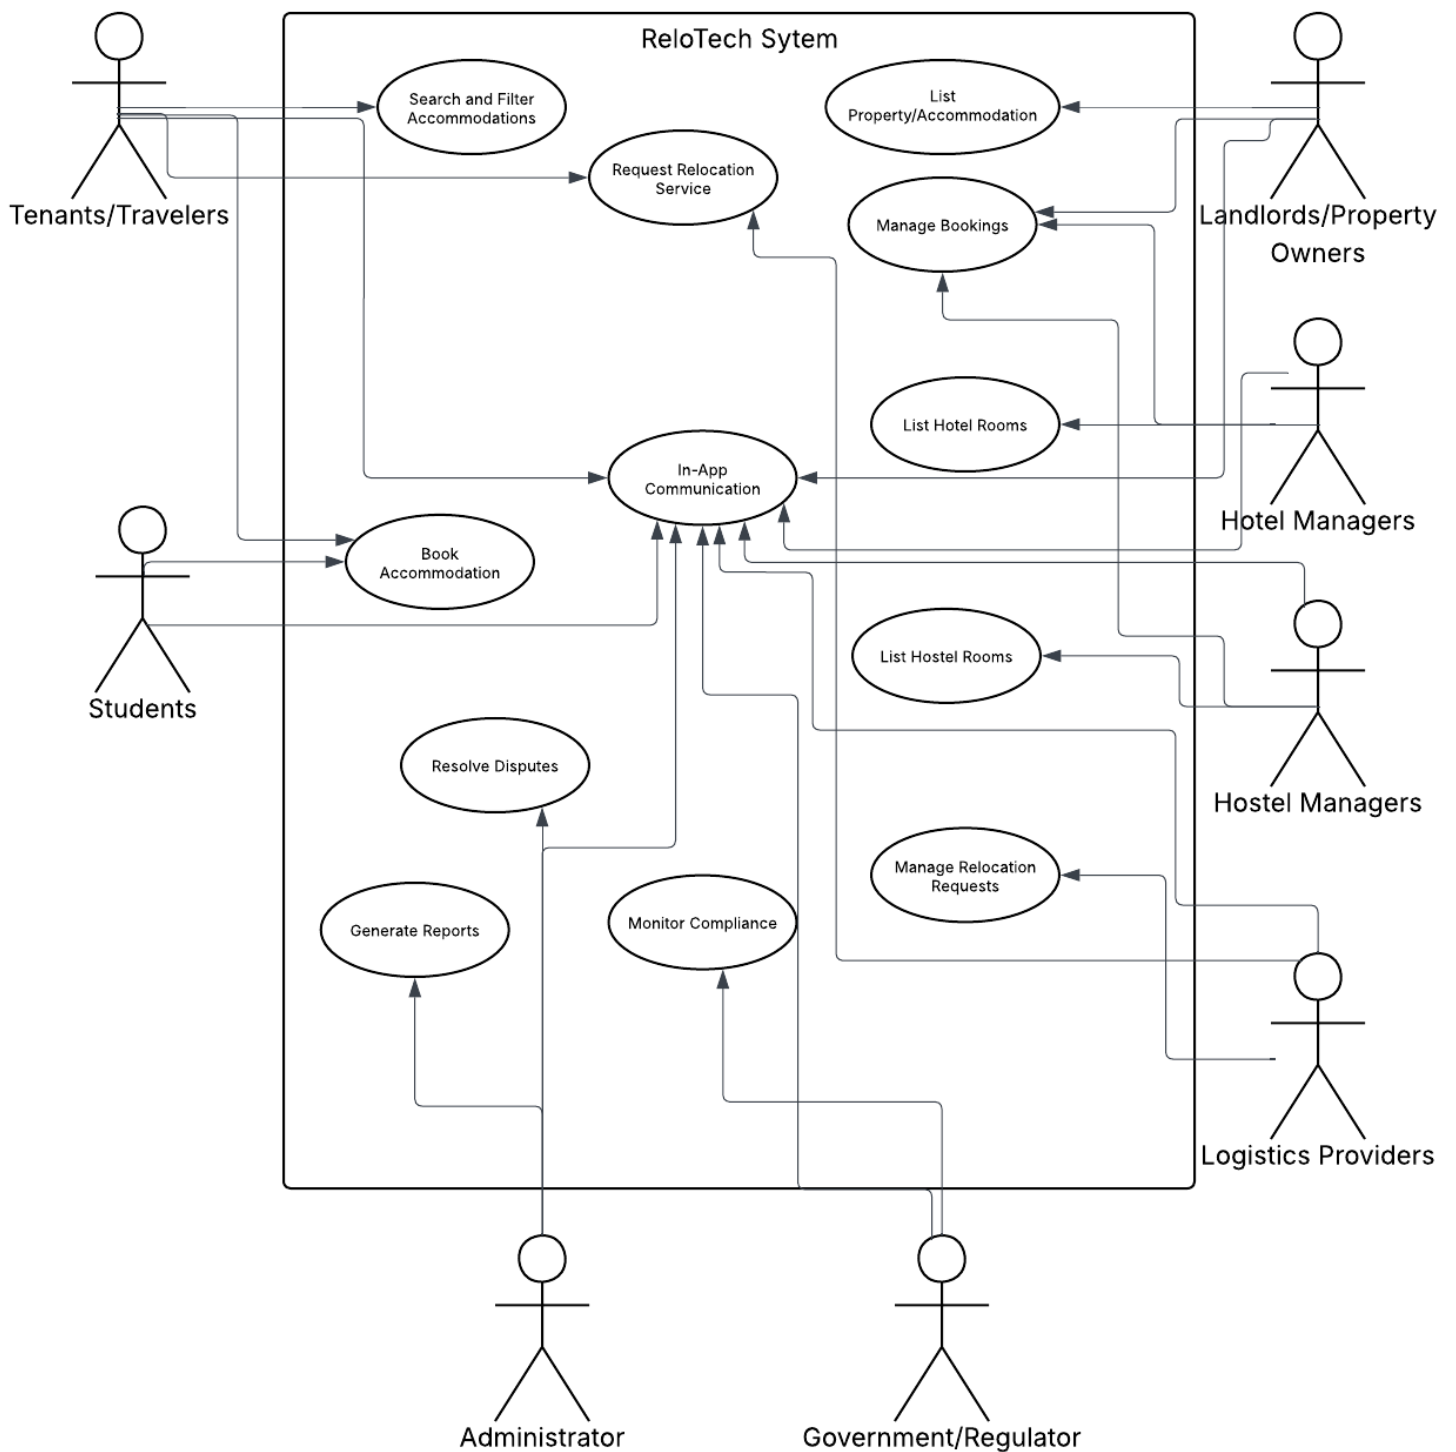 ReloTech Sytem
Search and Filter
Accommodations
List
Property/Accommodation
Request Relocation
Service
Tenants/Travelers
Manage Bookings
Landlords/Property
Owners
List Hotel Rooms
In-App
Communication
Hotel Managers
Book
Accommodation
List Hostel Rooms
Students
Resolve Disputes
Hostel Managers
Manage Relocation
Requests
Generate Reports
Monitor Compliance
Logistics Providers
Administrator
Government/Regulator